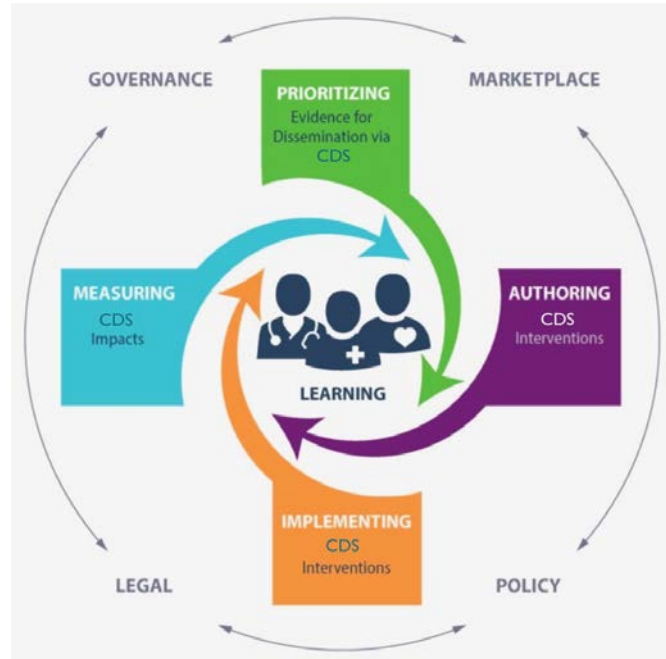 GOVERNANCE
MARKETPLACE
PRIORITIZING
Evidence for
Dissemination via
CDS
MEASURING
CDS
Impacts
AUTHORING
CDS
Interventions
LEARNING
IMPLEMENTING
CDS
Interventions
LEGAL
POLICY